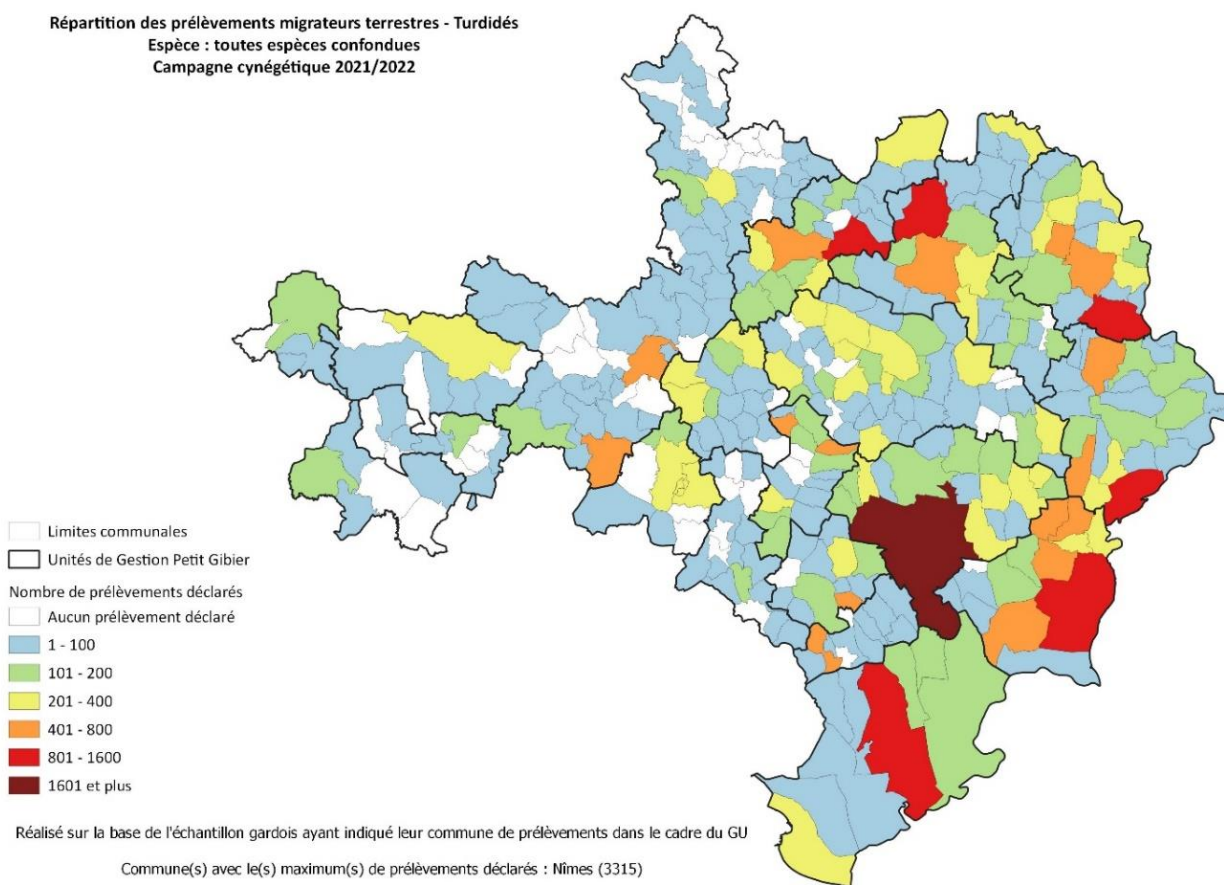 Répartition des prélèvements migrateurs terrestres - Turdidés
Espèce : toutes espèces confondues
Campagne cynégétique 2021/2022
Limites communales
Unités de Gestion Petit Gibier
Nombre de prélèvements déclarés
Aucun prélèvement déclaré
1 - 100
101 - 200
201 - 400
401 - 800
801 - 1600
1601 et plus
Réalisé sur la base de l'échantillon gardois ayant indiqué leur commune de prélèvements dans le cadre du GU
Commune(s) avec le(s) maximum(s) de prélèvements déclarés : Nîmes (3315)